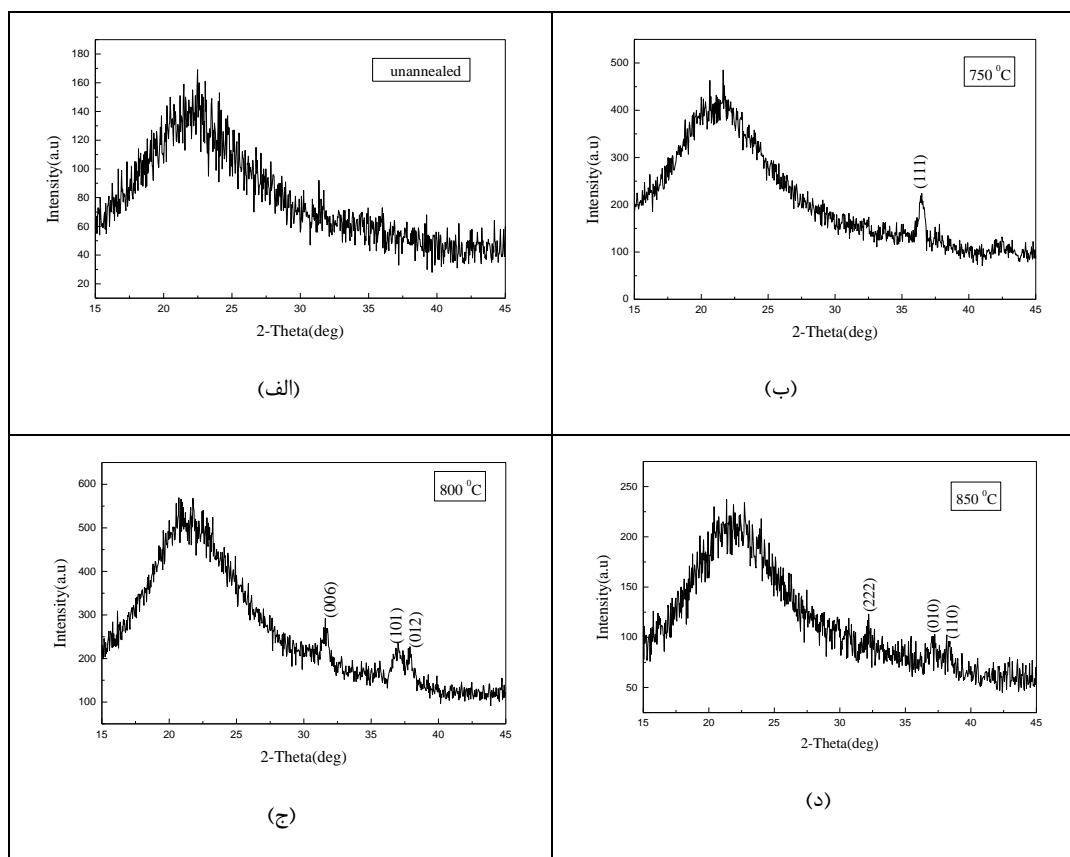 unannealed
180
160
140
120
100
80
60
40
20
Intensity(a.u)
15 20 25 30 35 40 45
2-Theta(deg)
(الف)
750 ⁰C
500
400
300
200
100
0
Intensity(a.u)
(111)
15 20 25 30 35 40 45
2-Theta(deg)
(ب)
800 ⁰C
600
500
400
300
200
100
Intensity(a.u)
(006)
(101)
(012)
15 20 25 30 35 40 45
2-Theta(deg)
(ج)
850 ⁰C
250
200
150
100
50
Intensity(a.u)
(222)
(010)
(110)
15 20 25 30 35 40 45
2-Theta(deg)
(د)